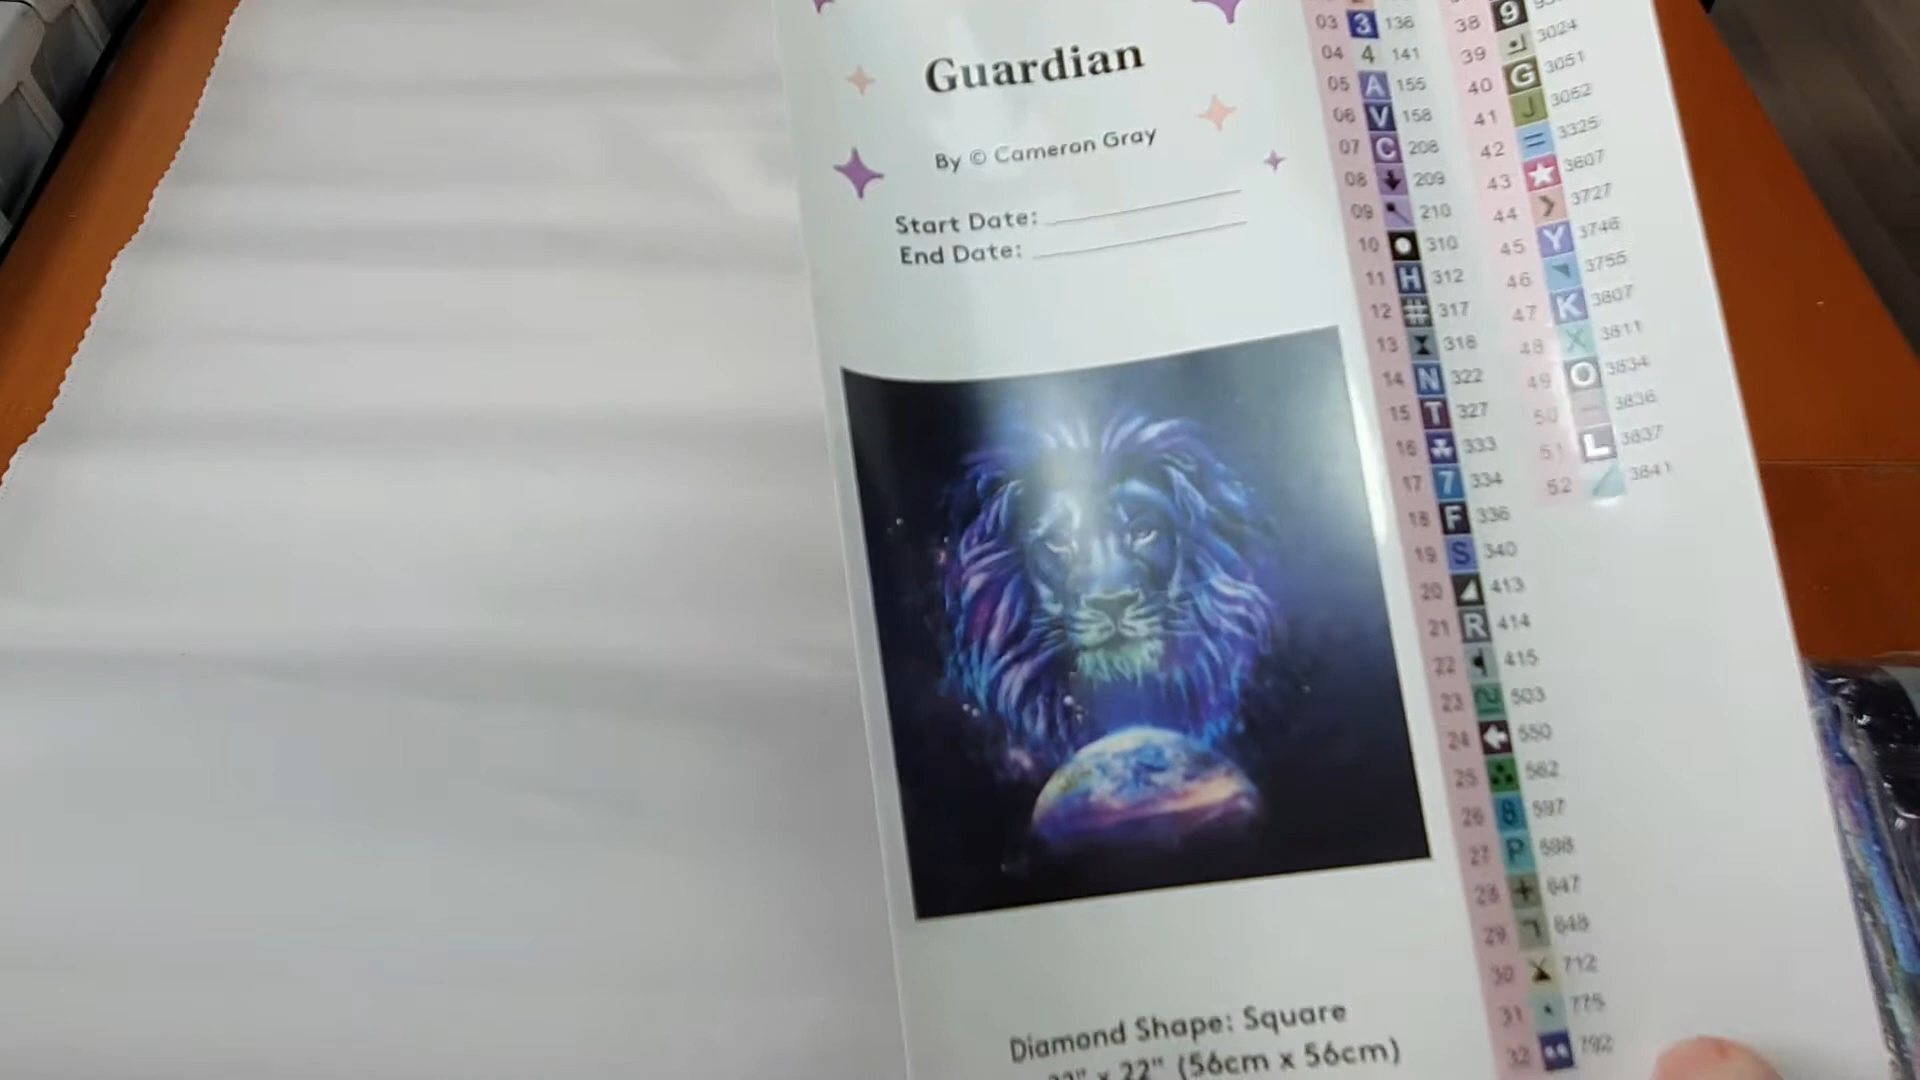 Guardian
By © Cameron Gray
Start Date:
End Date:
Diamond Shape: Square
22" x 22" (56cm x 56cm)
03 3 136
04 4 141
05 A 155
06 V 158
07 C 208
08 209
09 210
10 310
11 H 312
12 # 317
13 318
14 N 322
15 T 327
16 333
17 7 334
18 F 336
19 S 340
20 413
21 R 414
22 415
23 503
24 550
25 562
26 8 597
27 P 598
28 + 647
29 648
30 712
31 775
32 792
38 9
39 3024
40 G 3051
41 J 3052
42 = 3325
43 3607
44 3727
45 Y 3746
46 3755
47 K 3807
48 X 3811
49 O 3834
50 3836
51 L 3837
52 3841